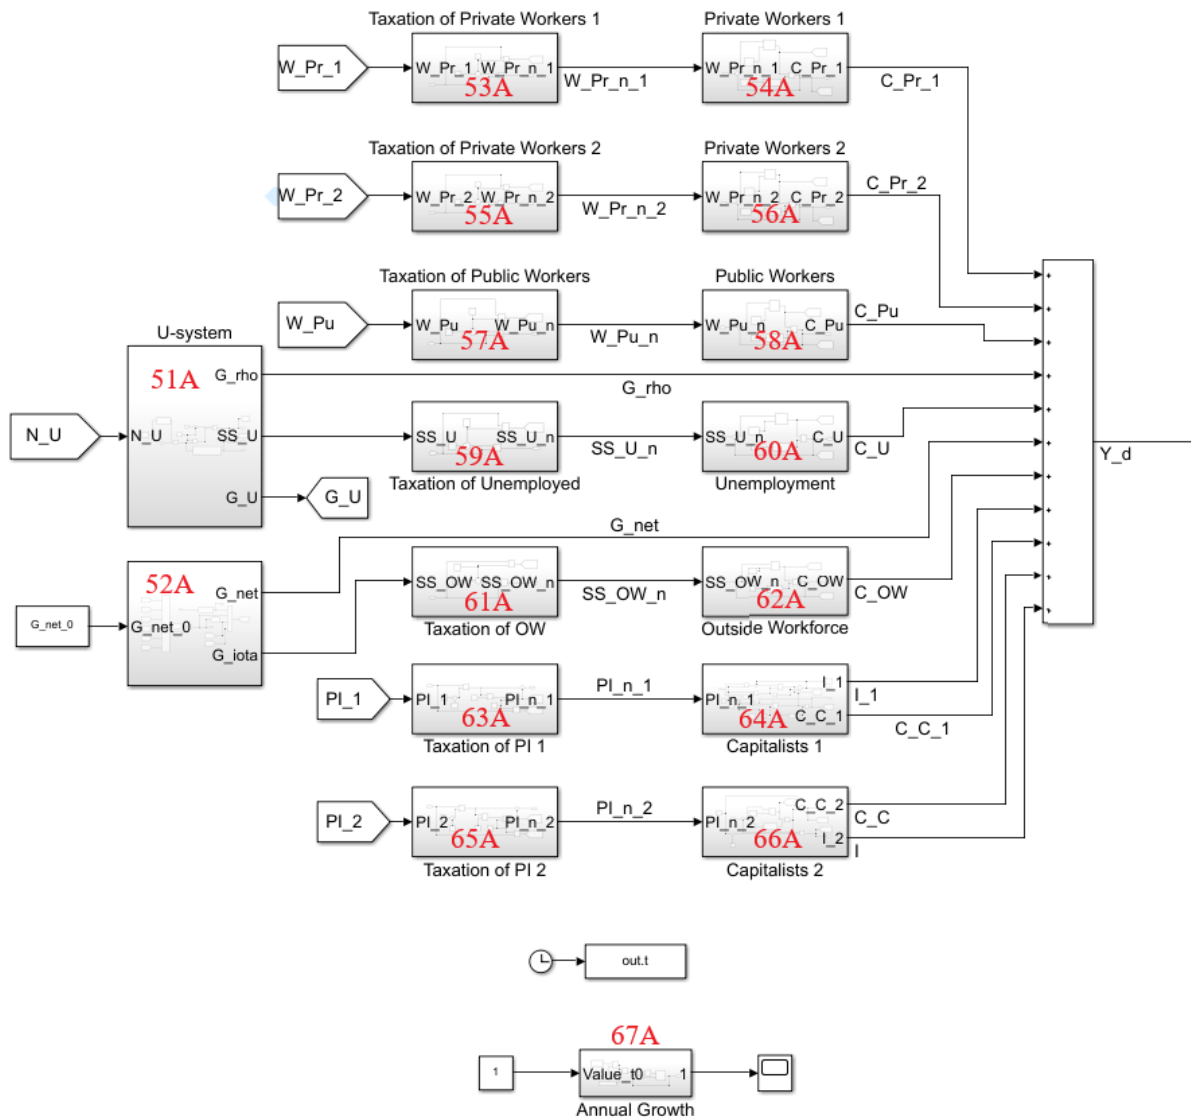 Taxation of Private Workers 1
Private Workers 1
W_Pr_1
W_Pr_1 W_Pr_n_1
53A
W_Pr_n_1
W_Pr_n_1 C_Pr_1
54A
C_Pr_1
Taxation of Private Workers 2
Private Workers 2
W_Pr_2
W_Pr_2 W_Pr_n_2
55A
W_Pr_n_2
W_Pr_n_2 C_Pr_2
56A
C_Pr_2
Taxation of Public Workers
Public Workers
W_Pu
W_Pu W_Pu_n
57A
W_Pu_n
W_Pu_n C_Pu
58A
C_Pu
U-system
51A
G_rho
G_rho
N_U
N_U SS_U
SS_U SS_U_n
59A
Taxation of Unemployed
SS_U_n
SS_U_n C_U
60A
Unemployment
C_U
Y_d
G_U
G_U
G_net
52A
G_net
G_net_0
G_net_0
G_iota
SS_OW SS_OW_n
61A
Taxation of OW
SS_OW_n
SS_OW_n C_OW
62A
Outside Workforce
C_OW
PI_1
PI_1 PI_n_1
63A
Taxation of PI 1
PI_n_1
PI_n_1 I_1
64A
C_C_1
Capitalists 1
I_1
C_C_1
PI_2
PI_2 PI_n_2
65A
Taxation of PI 2
PI_n_2
PI_n_2 C_C_2
66A
I_2
Capitalists 2
C_C
I
out.t
67A
1
Value_t0 1
Annual Growth